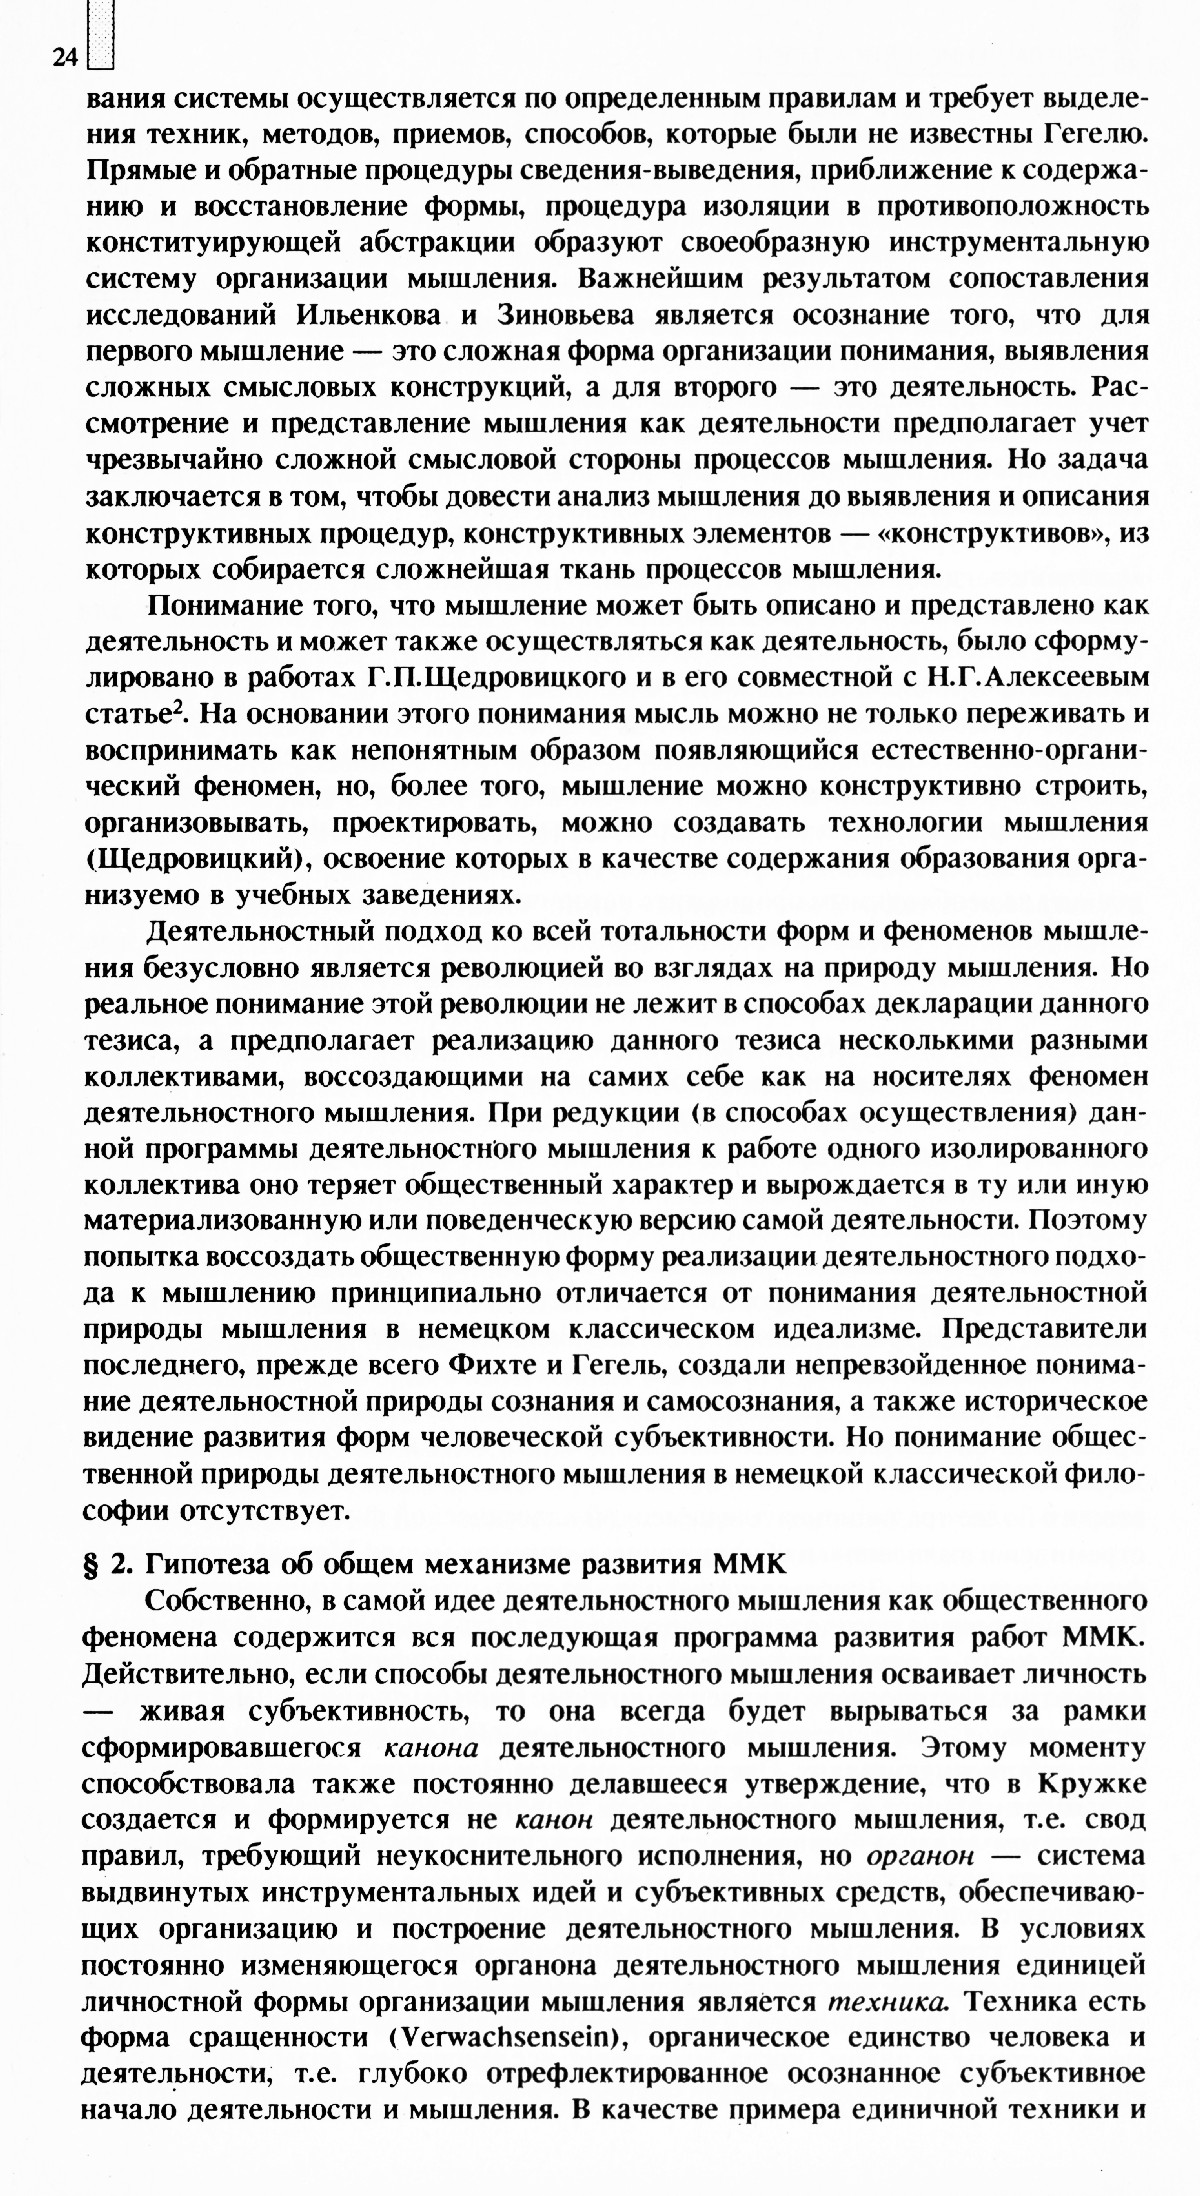 24
вания системы осуществляется по определенным правилам и требует выделе-
ния техник, методов, приемов, способов, которые были не известны Гегелю.
Прямые и обратные процедуры сведения-выведения, приближение к содержа-
нию и восстановление формы, процедура изоляции в противоположность
конституирующей абстракции образуют своеобразную инструментальную
систему организации мышления. Важнейшим результатом сопоставления
исследований Ильенкова и Зиновьева является осознание того, что для
первого мышление — это сложная форма организации понимания, выявления
сложных смысловых конструкций, а для второго — это деятельность. Рас-
смотрение и представление мышления как деятельности предполагает учет
чрезвычайно сложной смысловой стороны процессов мышления. Но задача
заключается в том, чтобы довести анализ мышления до выявления и описания
конструктивных процедур, конструктивных элементов — «конструктивов», из
которых собирается сложнейшая ткань процессов мышления.
Понимание того, что мышление может быть описано и представлено как
деятельность и может также осуществляться как деятельность, было сформу-
лировано в работах Г.П.Щедровицкого и в его совместной с Н.Г.Алексеевым
статье². На основании этого понимания мысль можно не только переживать и
воспринимать как непонятным образом появляющийся естественно-органи-
ческий феномен, но, более того, мышление можно конструктивно строить,
организовывать, проектировать, можно создавать технологии мышления
(Щедровицкий), освоение которых в качестве содержания образования орга-
низуемо в учебных заведениях.
Деятельностный подход ко всей тотальности форм и феноменов мышле-
ния безусловно является революцией во взглядах на природу мышления. Но
реальное понимание этой революции не лежит в способах декларации данного
тезиса, а предполагает реализацию данного тезиса несколькими разными
коллективами, воссоздающими на самих себе как на носителях феномен
деятельностного мышления. При редукции (в способах осуществления) дан-
ной программы деятельностного мышления к работе одного изолированного
коллектива оно теряет общественный характер и вырождается в ту или иную
материализованную или поведенческую версию самой деятельности. Поэтому
попытка воссоздать общественную форму реализации деятельностного подхо-
да к мышлению принципиально отличается от понимания деятельностной
природы мышления в немецком классическом идеализме. Представители
последнего, прежде всего Фихте и Гегель, создали непревзойденное понима-
ние деятельностной природы сознания и самосознания, а также историческое
видение развития форм человеческой субъективности. Но понимание общес-
твенной природы деятельностного мышления в немецкой классической фило-
софии отсутствует.
§ 2. Гипотеза об общем механизме развития ММК
Собственно, в самой идее деятельностного мышления как общественного
феномена содержится вся последующая программа развития работ ММК.
Действительно, если способы деятельностного мышления осваивает личность
— живая субъективность, то она всегда будет вырываться за рамки
сформировавшегося канона деятельностного мышления. Этому моменту
способствовала также постоянно делавшееся утверждение, что в Кружке
создается и формируется не канон деятельностного мышления, т.е. свод
правил, требующий неукоснительного исполнения, но органон — система
выдвинутых инструментальных идей и субъективных средств, обеспечиваю-
щих организацию и построение деятельностного мышления. В условиях
постоянно изменяющегося органона деятельностного мышления единицей
личностной формы организации мышления является техника. Техника есть
форма сращенности (Verwachsensein), органическое единство человека и
деятельности, т.е. глубоко отрефлектированное осознанное субъективное
начало деятельности и мышления. В качестве примера единичной техники и